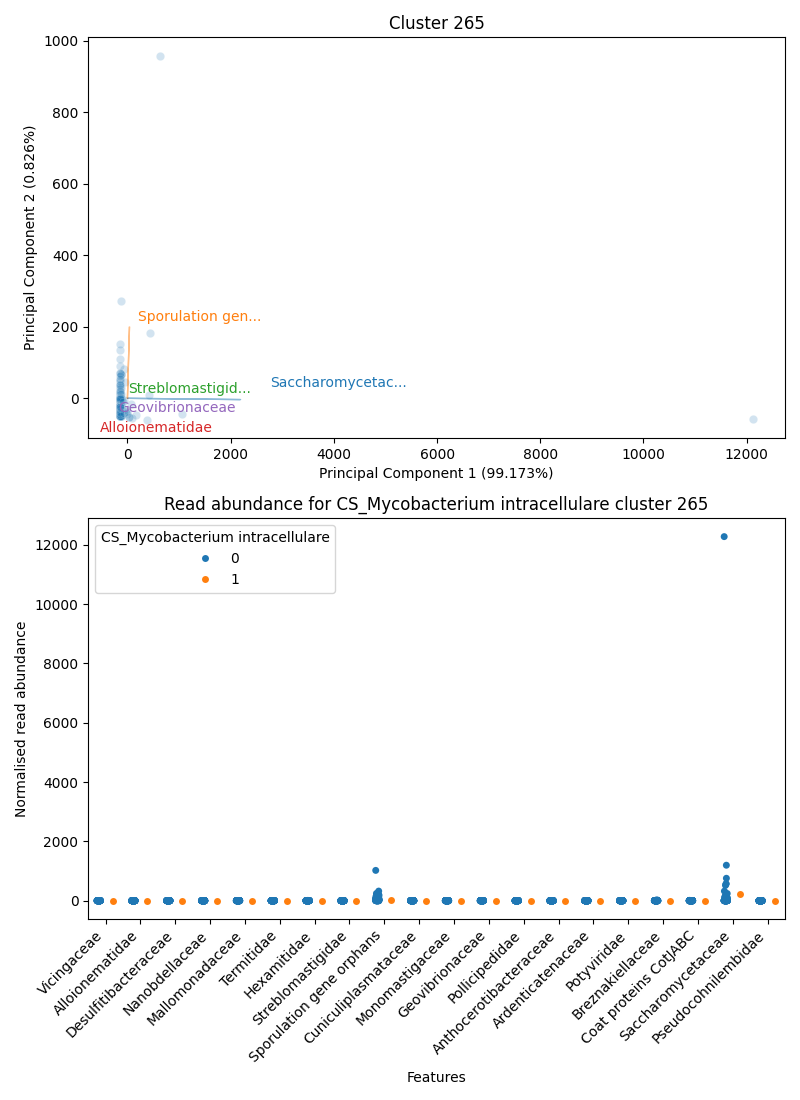 Cluster 265
1000
800
600
400
200
0
Principal Component 2 (0.826%)
Sporulation gen...
Streblomastigid...
Saccharomycetac...
Geovibrionaceae
Alloionematidae
0 2000 4000 6000 8000 10000 12000
Principal Component 1 (99.173%)
Read abundance for CS_Mycobacterium intracellulare cluster 265
CS_Mycobacterium intracellulare
0
1
12000
10000
8000
6000
4000
2000
0
Normalised read abundance
Vicingaceae
Alloionematidae
Desulfitibacteraceae
Nanobdellaceae
Mallomonadaceae
Termitidae
Hexamitidae
Streblomastigidae
Sporulation gene orphans
Cuniculiplasmataceae
Monomastigaceae
Geovibrionaceae
Pollicipedidae
Anthocerotibacteraceae
Ardenticatenaceae
Potyviridae
Breznakiellaceae
Coat proteins CotJABC
Saccharomycetaceae
Pseudocohnilembidae
Features